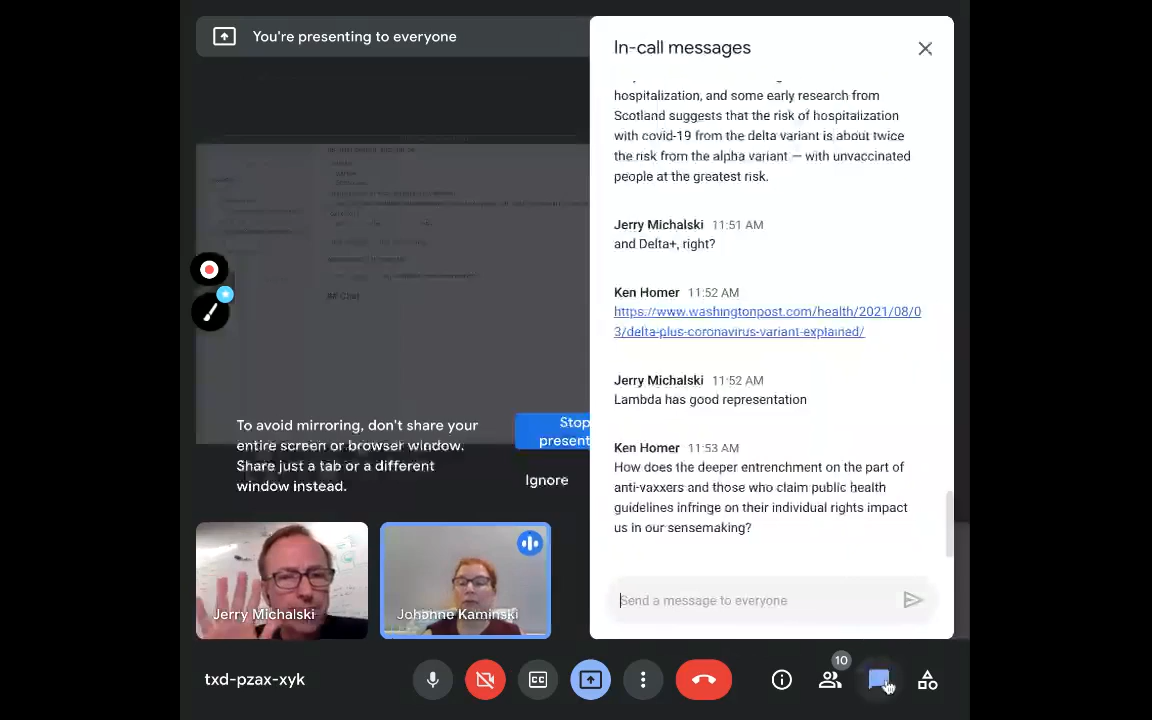 You're presenting to everyone
In-call messages
hospitalization, and some early research from
Scotland suggests that the risk of hospitalization
with covid-19 from the delta variant is about twice
the risk from the alpha variant — with unvaccinated
people at the greatest risk.
Jerry Michalski 11:51 AM
and Delta+, right?
Ken Homer 11:52 AM
https://www.washingtonpost.com/health/2021/08/0
3/delta-plus-coronavirus-variant-explained/
Jerry Michalski 11:52 AM
Lambda has good representation
Ken Homer 11:53 AM
How does the deeper entrenchment on the part of
anti-vaxxers and those who claim public health
guidelines infringe on their individual rights impact
us in our sensemaking?
Send a message to everyone
## Chat
To avoid mirroring, don't share your
entire screen or browser window.
Share just a tab or a different
window instead.
Stop
present
Ignore
Jerry Michalski
Johanne Kaminski
txd-pzax-xyk
10